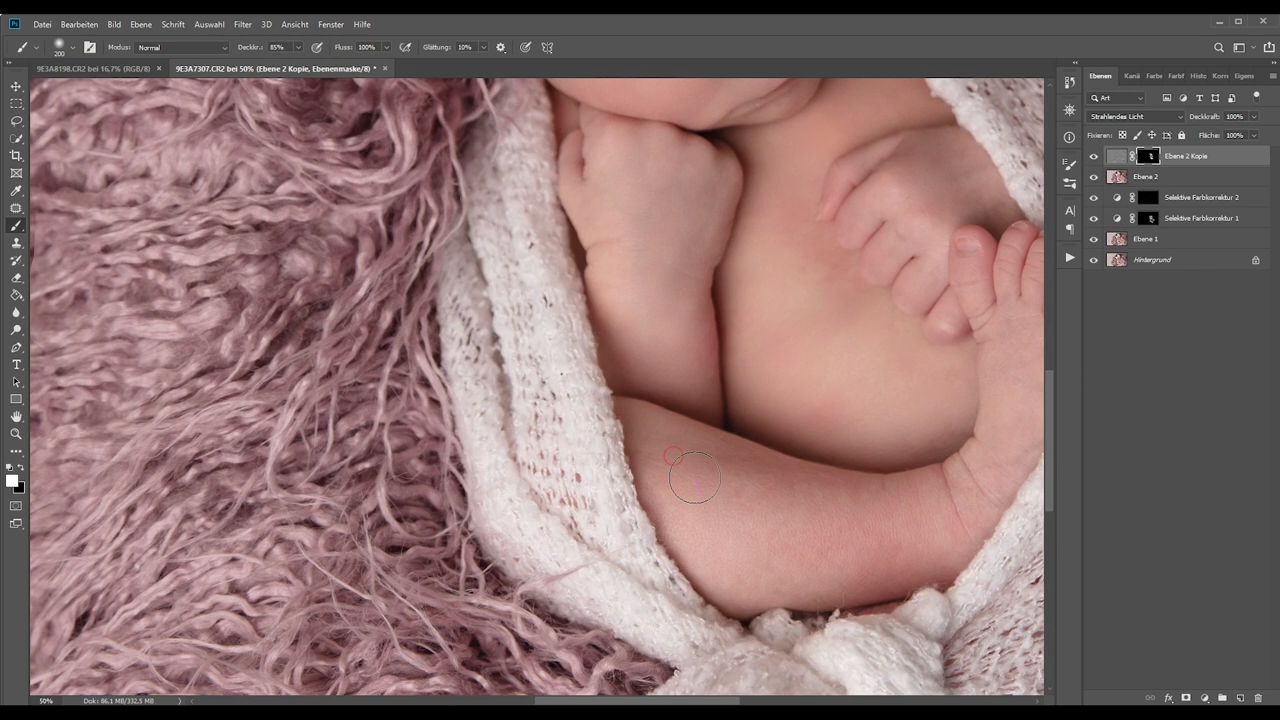 Ps Datei Bearbeiten Bild Ebene Schrift Auswahl Filter 3D Ansicht Fenster Hilfe
200 Modus: Normal Deckkr.: 85% Fluss: 100% Glättung: 10%
9E3A8198.CR2 bei 16,7% (RGB/8) × 9E3A7307.CR2 bei 50% (Ebene 2 Kopie, Ebenenmaske/8) * ×
Ebenen Kanä Farbe Farbf Histo Korre Eigens
Art
Strahlendes Licht Deckkraft: 100%
Fixieren: Fläche: 100%
Ebene 2 Kopie
Ebene 2
Selektive Farbkorrektur 2
Selektive Farbkorrektur 1
Ebene 1
Hintergrund
50% Dok: 86,1 MB/332,5 MB